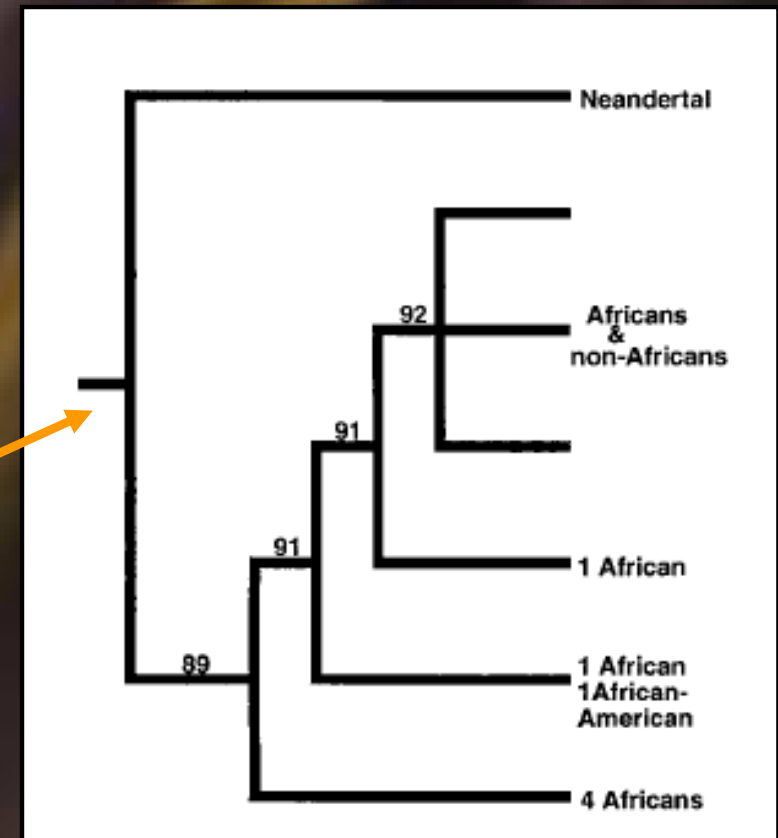 Neandertal
92
Africans
&
non-Africans
91
91
1 African
89
1 African
1African-
American
4 Africans